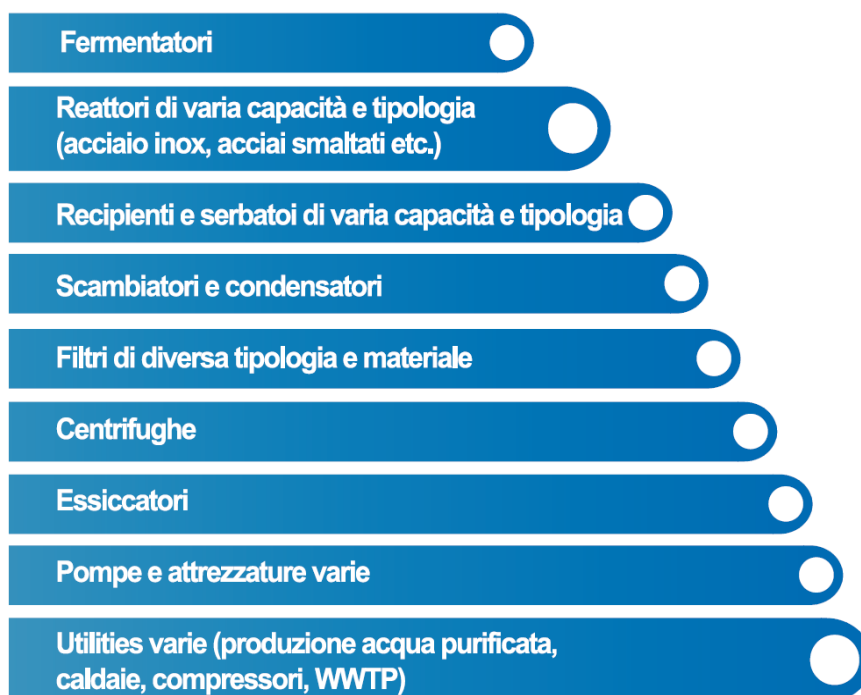 Fermentatori
Reattori di varia capacità e tipologia
(acciaio inox, acciai smaltati etc.)
Recipienti e serbatoi di varia capacità e tipologia
Scambiatori e condensatori
Filtri di diversa tipologia e materiale
Centrifughe
Essiccatori
Pompe e attrezzature varie
Utilities varie (produzione acqua purificata,
caldaie, compressori, WWTP)